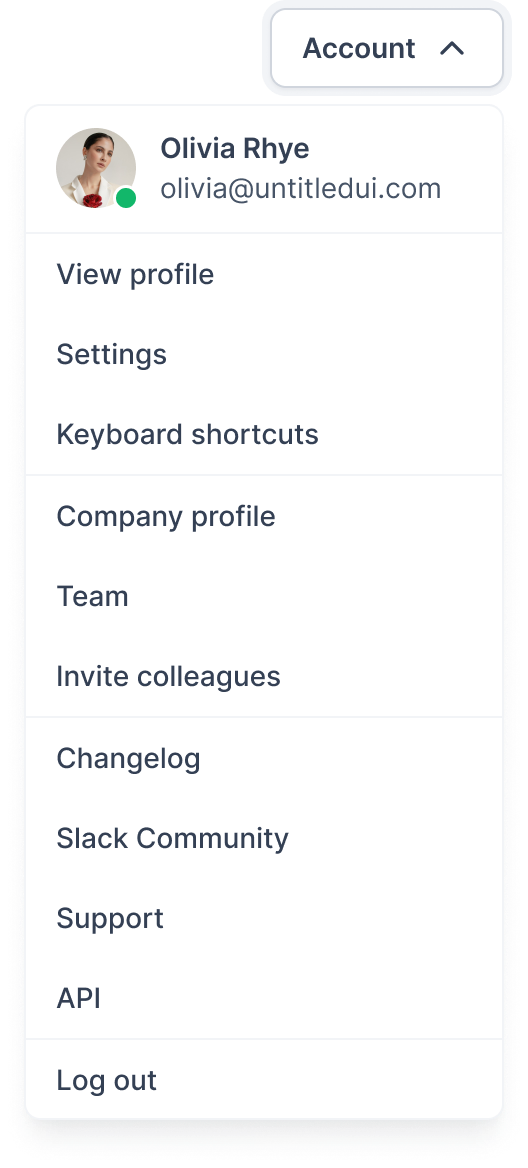 Account
Olivia Rhye
olivia@untitledui.com
View profile
Settings
Keyboard shortcuts
Company profile
Team
Invite colleagues
Changelog
Slack Community
Support
API
Log out